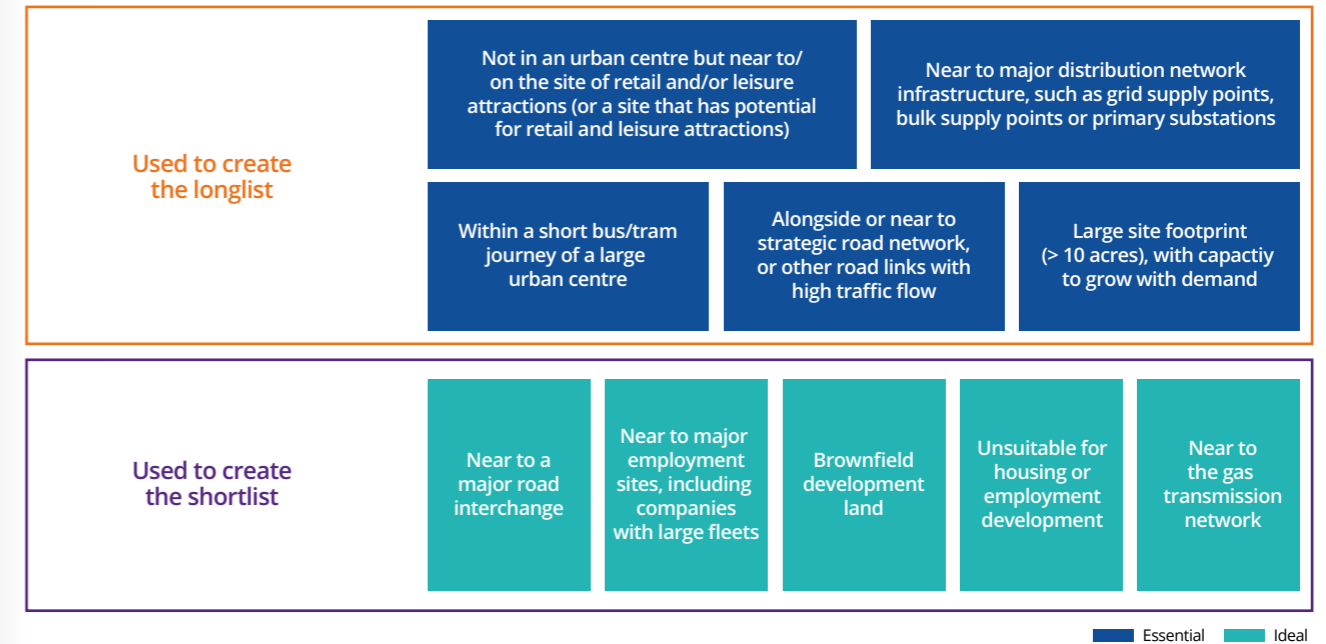 Used to create
the longlist
Not in an urban centre but near to/
on the site of retail and/or leisure
attractions (or a site that has potential
for retail and leisure attractions)
Near to major distribution network
infrastructure, such as grid supply points,
bulk supply points or primary substations
Within a short bus/tram
journey of a large
urban centre
Alongside or near to
strategic road network,
or other road links with
high traffic flow
Large site footprint
(> 10 acres), with capactiy
to grow with demand
Used to create
the shortlist
Near to a
major road
interchange
Near to major
employment
sites, including
companies
with large fleets
Brownfield
development
land
Unsuitable for
housing or
employment
development
Near to
the gas
transmission
network
Essential
Ideal